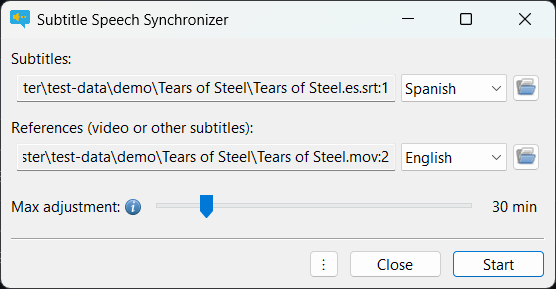 Subtitle Speech Synchronizer
Subtitles:
ter\test-data\demo\Tears of Steel\Tears of Steel.es.srt:1 Spanish
References (video or other subtitles):
ster\test-data\demo\Tears of Steel\Tears of Steel.mov:2 English
Max adjustment: 30 min
Close Start